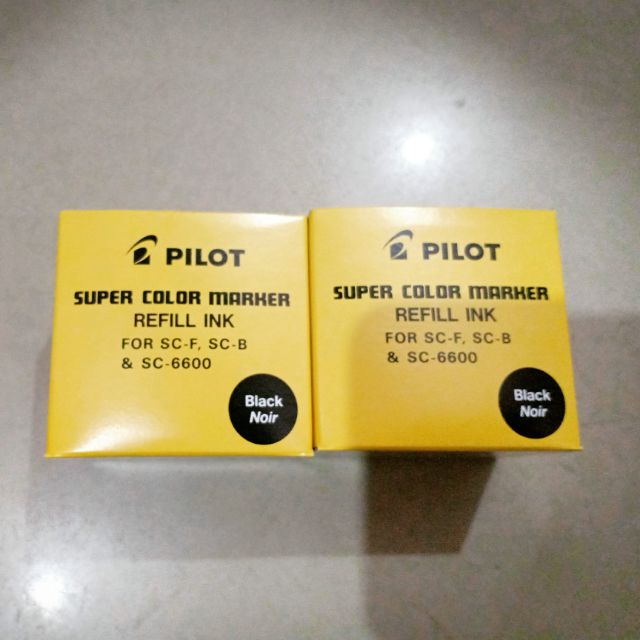 PILOT
SUPER COLOR MARKER
REFILL INK
FOR SC-F, SC-B
& SC-6600
Black
Noir
PILOT
SUPER COLOR MARKER
REFILL INK
FOR SC-F, SC-B
& SC-6600
Black
Noir